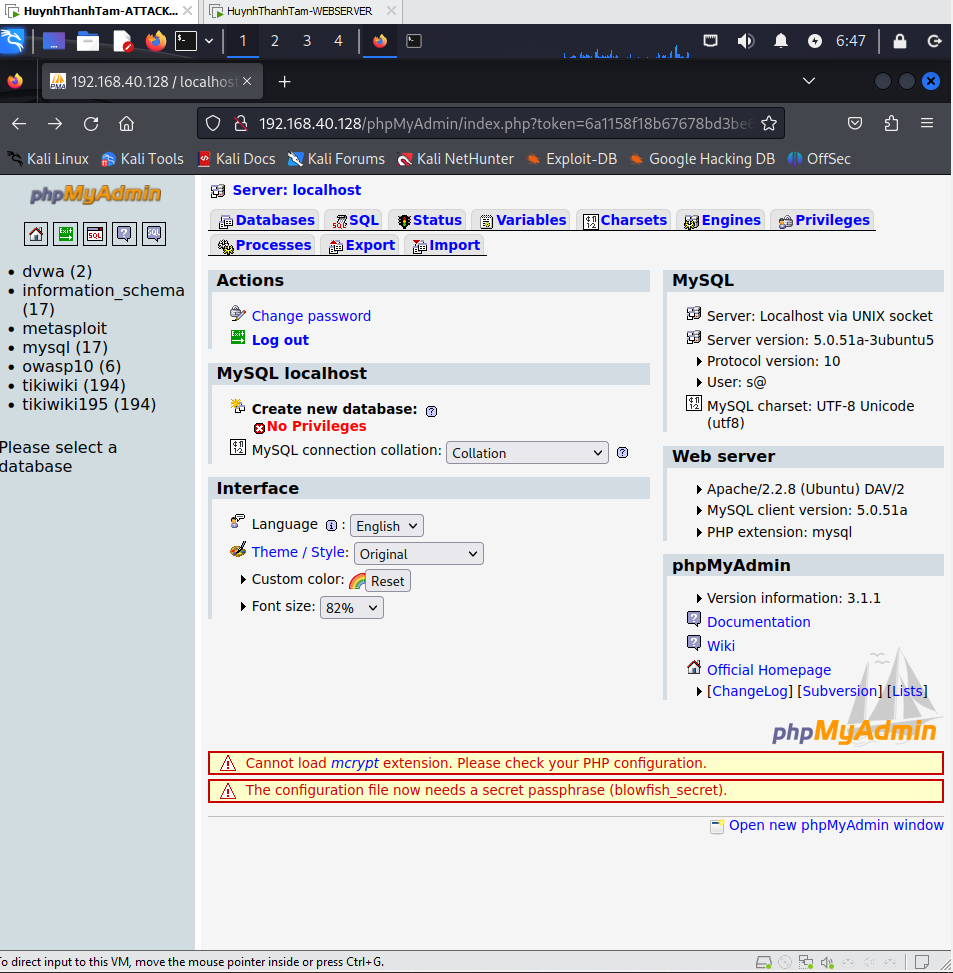 HuynhThanhTam-ATTACK...
HuynhThanhTam-WEBSERVER
1 2 3 4
6:47
192.168.40.128 / localhost
192.168.40.128/phpMyAdmin/index.php?token=6a1158f18b67678bd3be6
Kali Linux Kali Tools Kali Docs Kali Forums Kali NetHunter Exploit-DB Google Hacking DB OffSec
phpMyAdmin
SQL
dvwa (2)
information_schema
(17)
metasploit
mysql (17)
owasp10 (6)
tikiwiki (194)
tikiwiki195 (194)
Please select a
database
Server: localhost
Databases SQL Status Variables Charsets Engines Privileges
Processes Export Import
Actions
Change password
Log out
MySQL localhost
Create new database:
No Privileges
MySQL connection collation: Collation
Interface
Language : English
Theme / Style: Original
Custom color: Reset
Font size: 82%
MySQL
Server: Localhost via UNIX socket
Server version: 5.0.51a-3ubuntu5
Protocol version: 10
User: s@
MySQL charset: UTF-8 Unicode
(utf8)
Web server
Apache/2.2.8 (Ubuntu) DAV/2
MySQL client version: 5.0.51a
PHP extension: mysql
phpMyAdmin
Version information: 3.1.1
Documentation
Wiki
Official Homepage
[ChangeLog] [Subversion] [Lists]
phpMyAdmin
Cannot load mcrypt extension. Please check your PHP configuration.
The configuration file now needs a secret passphrase (blowfish_secret).
Open new phpMyAdmin window
To direct input to this VM, move the mouse pointer inside or press Ctrl+G.